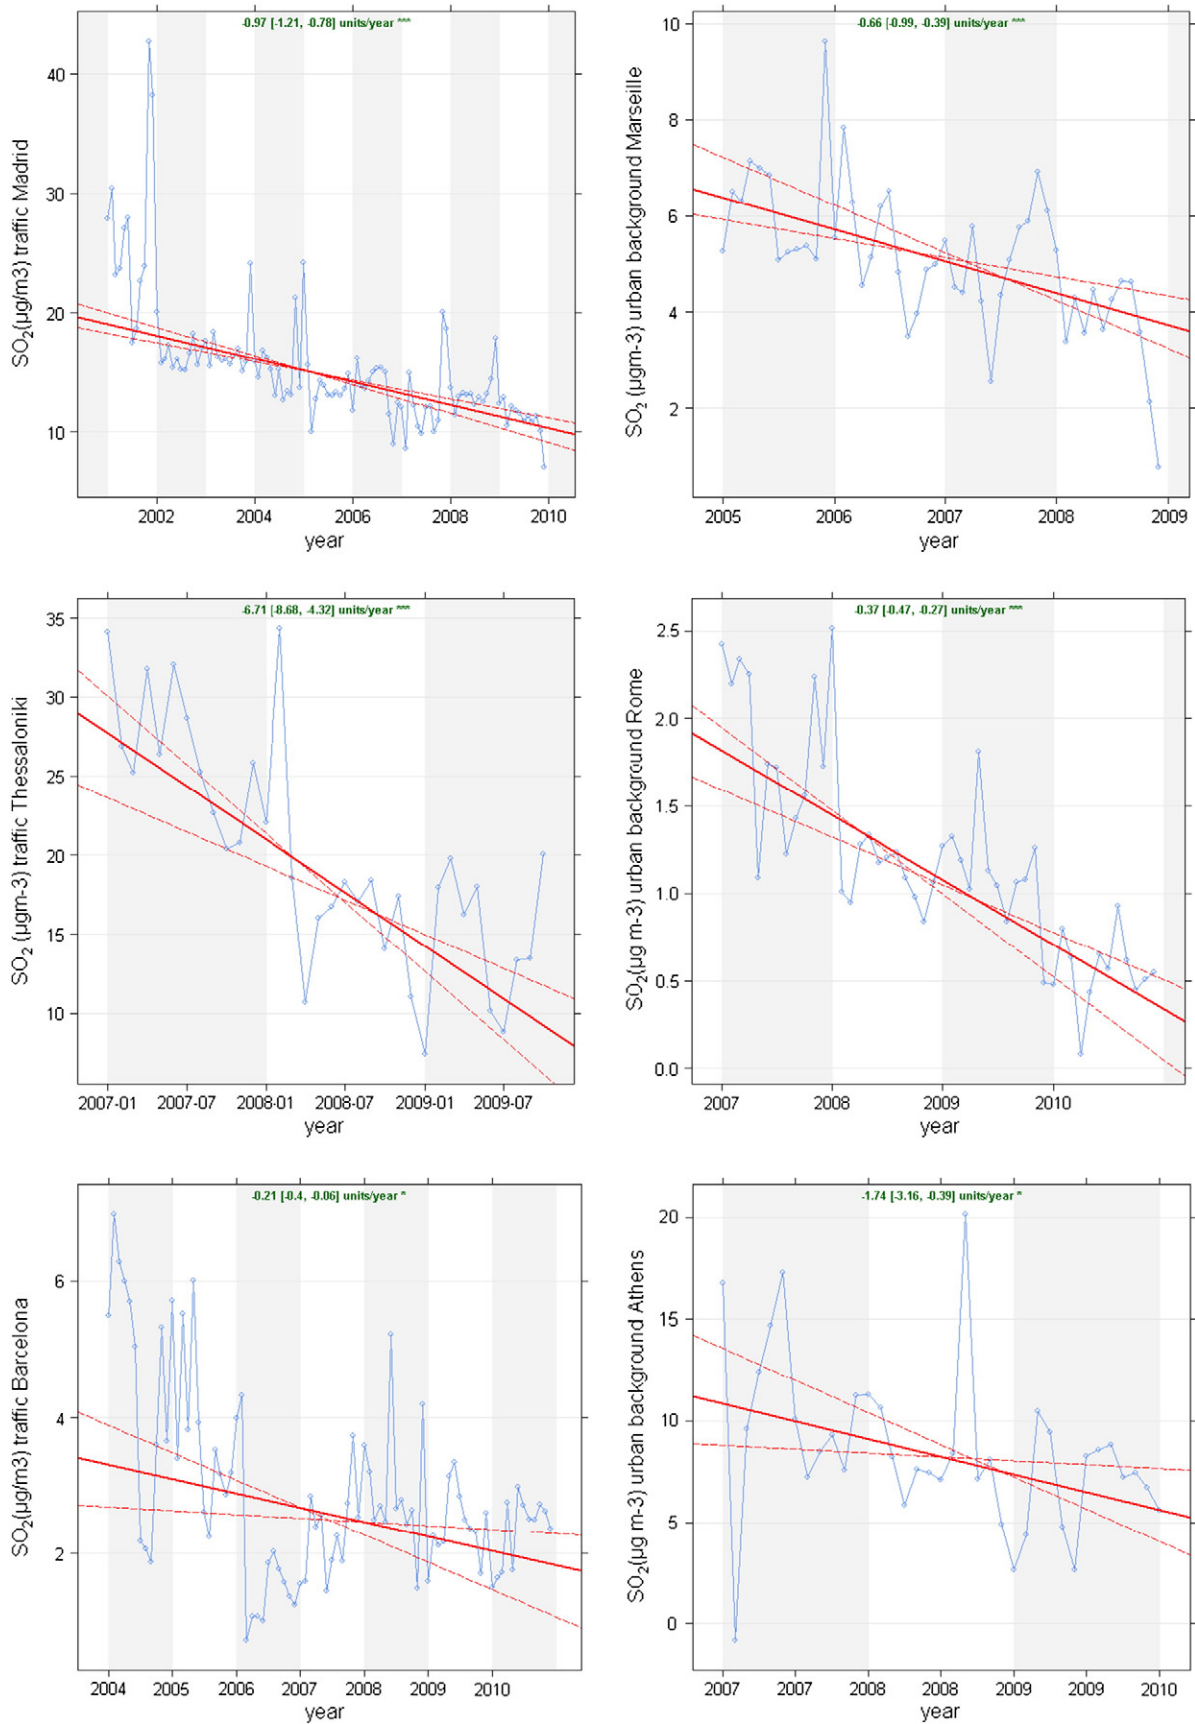 -0.97 [-1.21, -0.78] units/year ***
40
30
20
10
SO2(µg/m3) traffic Madrid
2002 2004 2006 2008 2010
year
-0.66 [-0.99, -0.39] units/year ***
10
8
6
4
2
SO2 (µgm-3) urban background Marseille
2005 2006 2007 2008 2009
year
-6.71 [-8.68, -4.32] units/year ***
35
30
25
20
15
10
SO2 (µgm-3) traffic Thessaloniki
2007-01 2007-07 2008-01 2008-07 2009-01 2009-07
year
-0.37 [-0.47, -0.27] units/year ***
2.5
2.0
1.5
1.0
0.5
0.0
SO2(µg m-3) urban background Rome
2007 2008 2009 2010
year
-0.21 [-0.4, -0.06] units/year *
6
4
2
SO2(µg/m3) traffic Barcelona
2004 2005 2006 2007 2008 2009 2010
year
-1.74 [-3.16, -0.39] units/year *
20
15
10
5
0
SO2(µg m-3) urban background Athens
2007 2007 2008 2008 2009 2009 2010
year